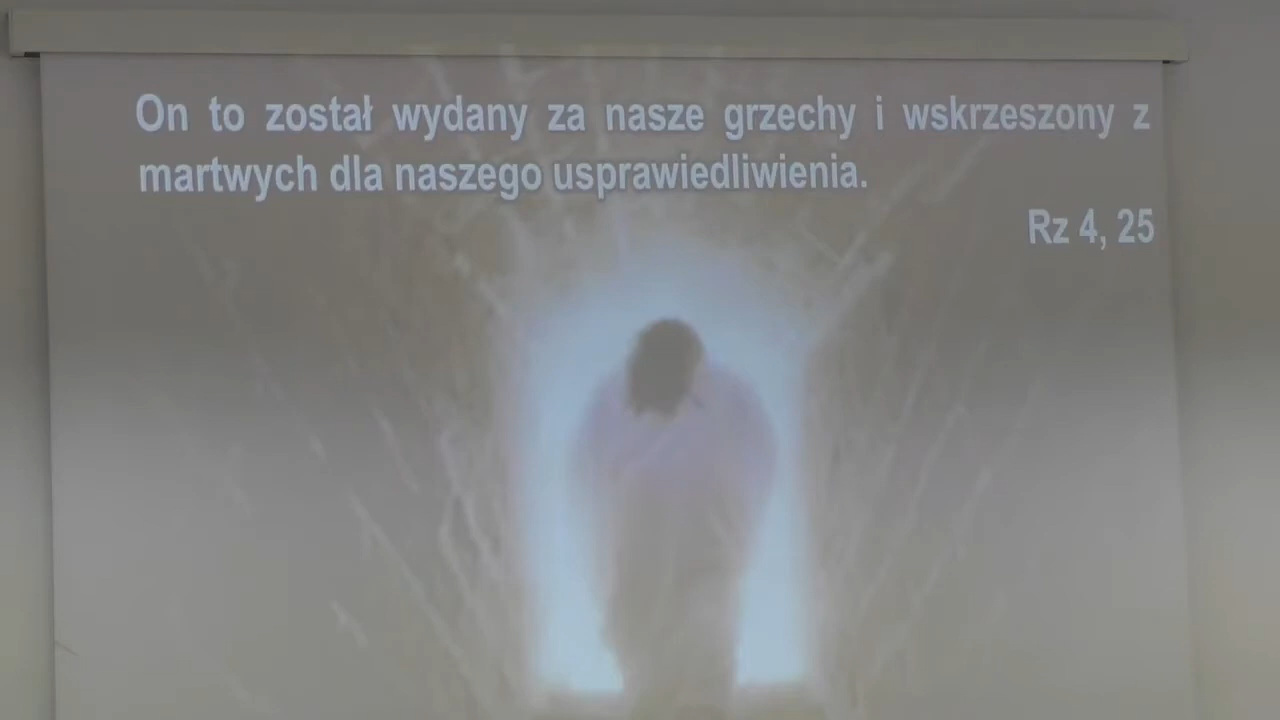 On to został wydany za nasze grzechy i wskrzeszony z
martwych dla naszego usprawiedliwienia.
Rz 4, 25